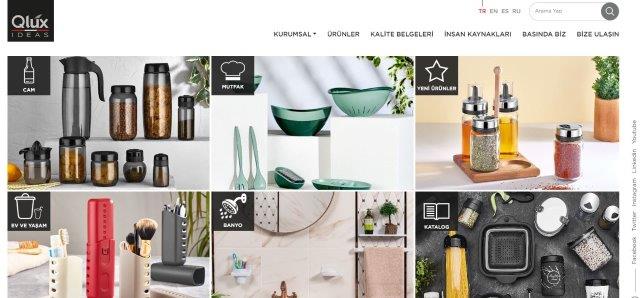 Qlux
IDEAS
TR EN ES RU
Arama Yap
KURUMSAL
ÜRÜNLER
KALİTE BELGELERİ
İNSAN KAYNAKLARI
BASINDA BİZ
BİZE ULAŞIN
CAM
MUTFAK
YENİ ÜRÜNLER
EV VE YAŞAM
BANYO
KATALOG
Facebook
Twitter
Instagram
Linkedin
Youtube